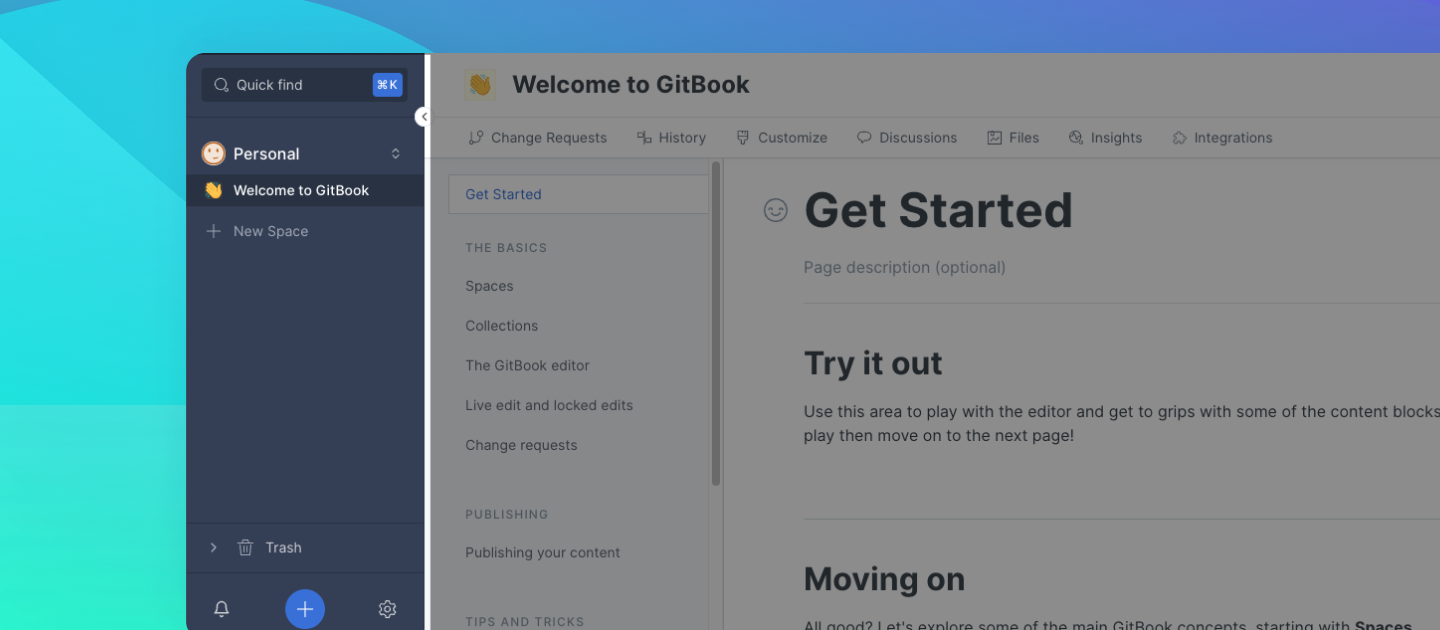 Quick find ⌘K
Personal
Welcome to GitBook
New Space
Trash
Welcome to GitBook
Change Requests History Customize Discussions Files Insights Integrations
Get Started
THE BASICS
Spaces
Collections
The GitBook editor
Live edit and locked edits
Change requests
PUBLISHING
Publishing your content
TIPS AND TRICKS
Get Started
Page description (optional)
Try it out
Use this area to play with the editor and get to grips with some of the content blocks
play then move on to the next page!
Moving on
All good? Let's explore some of the main GitBook concepts, starting with Spaces